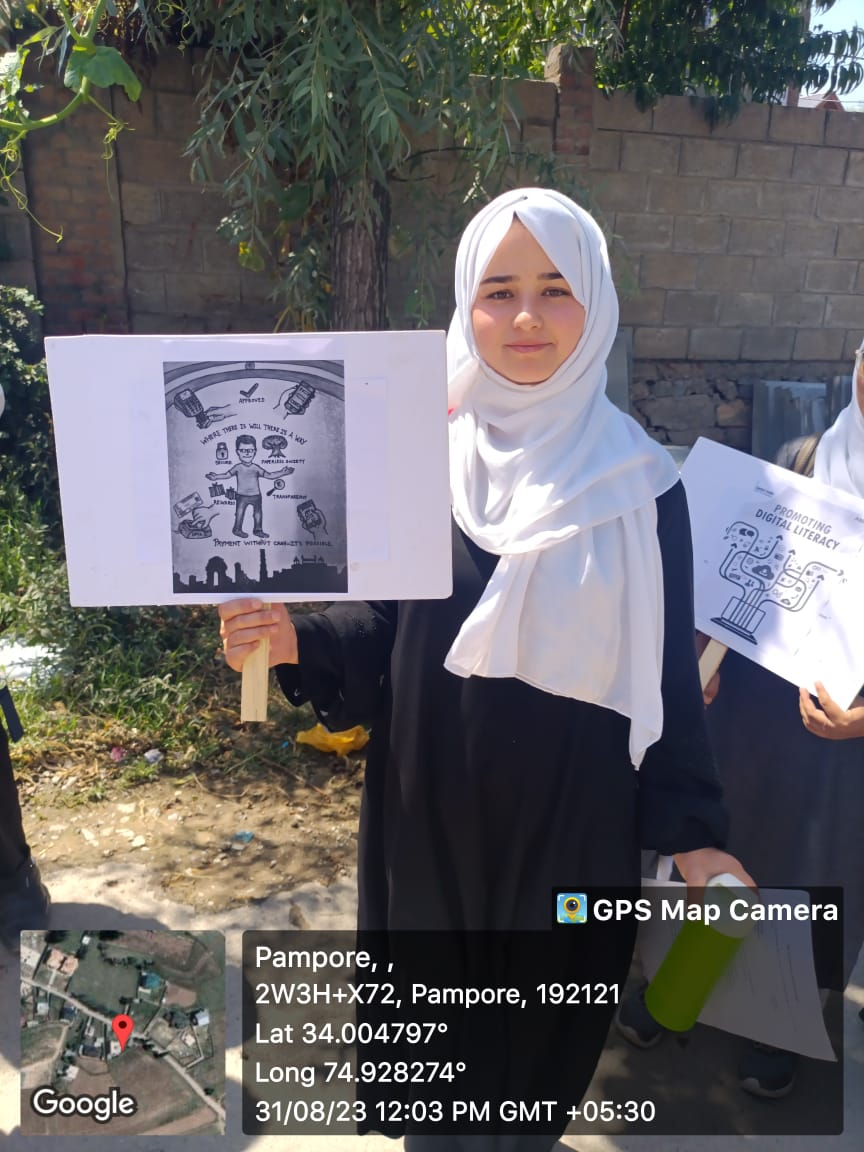 APPROVED
WHERE THERE IS WILL THERE IS A WAY
SECURE
PAPERLESS SOCIETY
REWARDS
TRANSPARENCY
PAYMENT WITHOUT CASH, IT'S POSSIBLE
PROMOTING
DIGITAL LITERACY
GPS Map Camera
Pampore, ,
2W3H+X72, Pampore, 192121
Lat 34.004797°
Long 74.928274°
31/08/23 12:03 PM GMT +05:30
Google